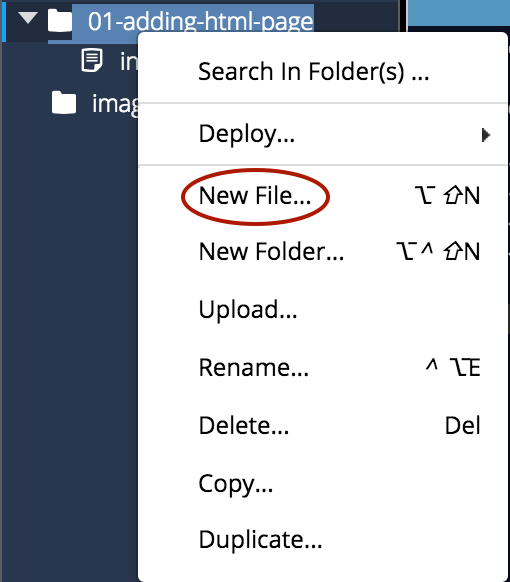 01-adding-html-page
in
imag
Search In Folder(s) ...
Deploy...
New File... ⌥ ⇧N
New Folder... ⌥^ ⇧N
Upload...
Rename... ^ ⌥E
Delete... Del
Copy...
Duplicate...